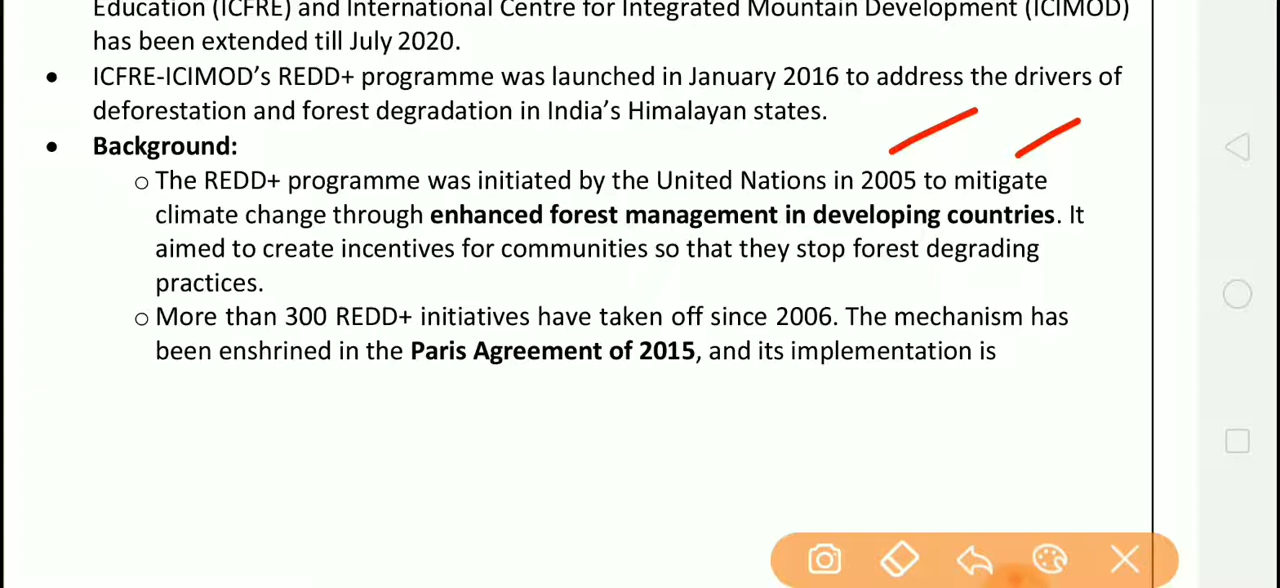 Education (ICFRE) and International Centre for Integrated Mountain Development (ICIMOD)
has been extended till July 2020.
• ICFRE-ICIMOD’s REDD+ programme was launched in January 2016 to address the drivers of
deforestation and forest degradation in India’s Himalayan states.
• Background:
o The REDD+ programme was initiated by the United Nations in 2005 to mitigate
climate change through enhanced forest management in developing countries. It
aimed to create incentives for communities so that they stop forest degrading
practices.
o More than 300 REDD+ initiatives have taken off since 2006. The mechanism has
been enshrined in the Paris Agreement of 2015, and its implementation is